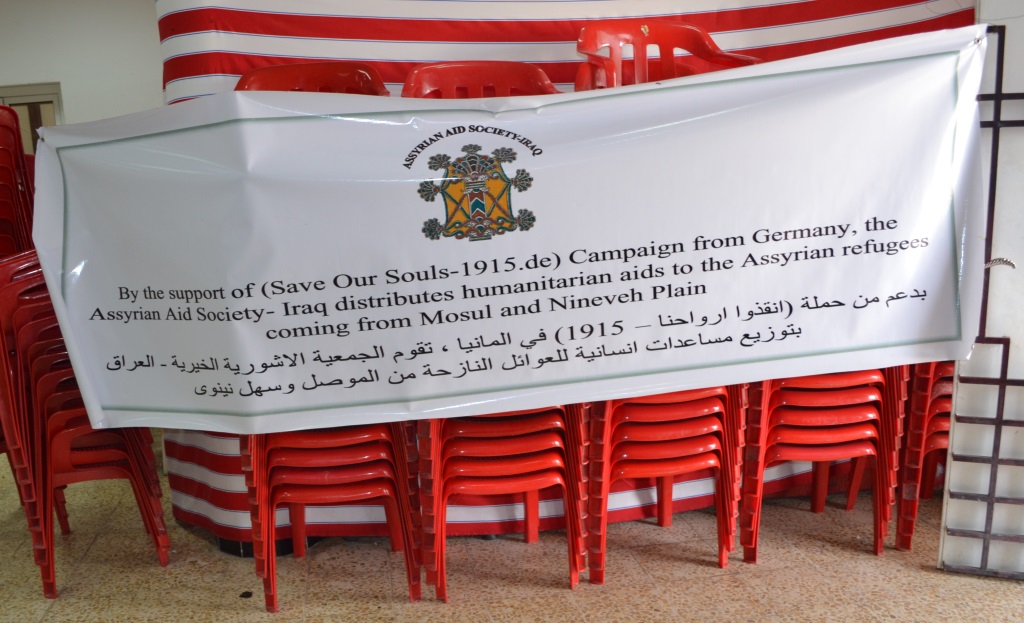 ASSYRIAN AID SOCIETY-IRAQ
By the support of (Save Our Souls-1915.de) Campaign from Germany, the
Assyrian Aid Society- Iraq distributes humanitarian aids to the Assyrian refugees
coming from Mosul and Nineveh Plain
بدعم من حملة (انقذوا ارواحنا – 1915) في المانيا ، تقوم الجمعية الاشورية الخيرية - العراق
بتوزيع مساعدات انسانية للعوائل النازحة من الموصل وسهل نينوى